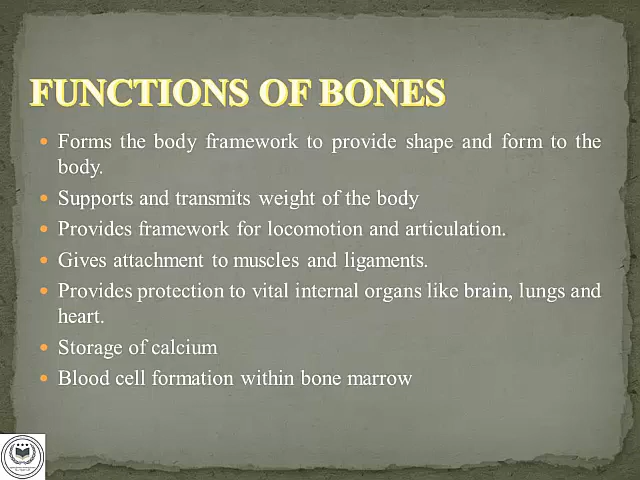 FUNCTIONS OF BONES
• Forms the body framework to provide shape and form to the
body.
• Supports and transmits weight of the body
• Provides framework for locomotion and articulation.
• Gives attachment to muscles and ligaments.
• Provides protection to vital internal organs like brain, lungs and
heart.
• Storage of calcium
• Blood cell formation within bone marrow